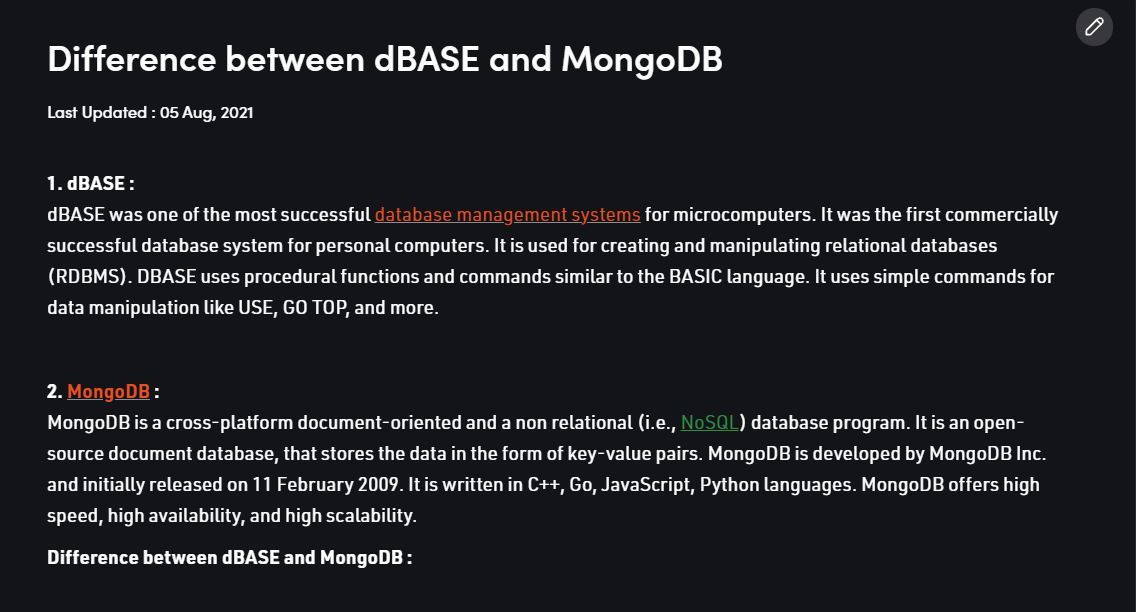 Difference between dBASE and MongoDB
Last Updated : 05 Aug, 2021
1. dBASE :
dBASE was one of the most successful database management systems for microcomputers. It was the first commercially
successful database system for personal computers. It is used for creating and manipulating relational databases
(RDBMS). DBASE uses procedural functions and commands similar to the BASIC language. It uses simple commands for
data manipulation like USE, GO TOP, and more.
2. MongoDB :
MongoDB is a cross-platform document-oriented and a non relational (i.e., NoSQL) database program. It is an open-
source document database, that stores the data in the form of key-value pairs. MongoDB is developed by MongoDB Inc.
and initially released on 11 February 2009. It is written in C++, Go, JavaScript, Python languages. MongoDB offers high
speed, high availability, and high scalability.
Difference between dBASE and MongoDB :